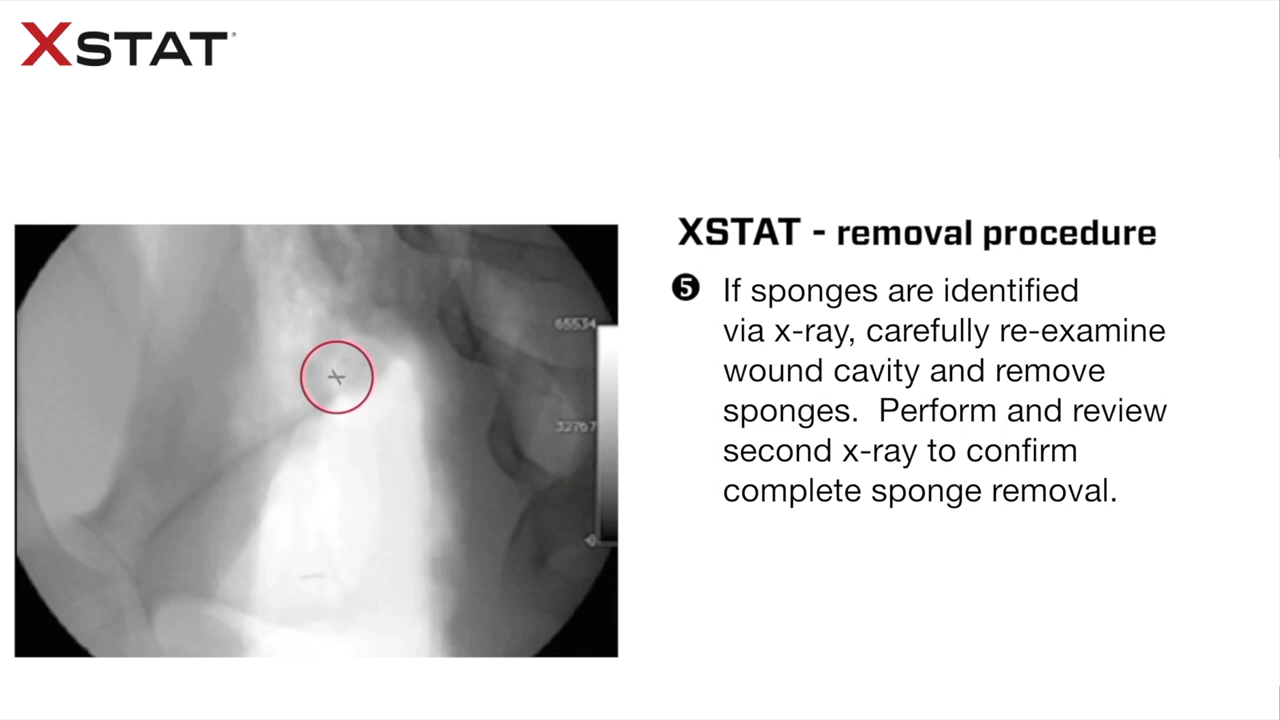 XSTAT
XSTAT - removal procedure
❺ If sponges are identified
via x-ray, carefully re-examine
wound cavity and remove
sponges. Perform and review
second x-ray to confirm
complete sponge removal.
65534
32767